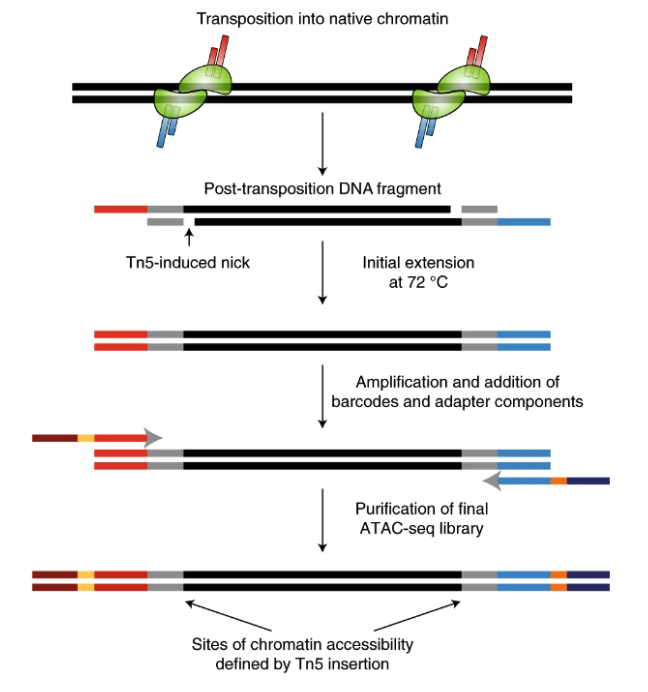 Transposition into native chromatin
Post-transposition DNA fragment
Tn5-induced nick
Initial extension
at 72 °C
Amplification and addition of
barcodes and adapter components
Purification of final
ATAC-seq library
Sites of chromatin accessibility
defined by Tn5 insertion